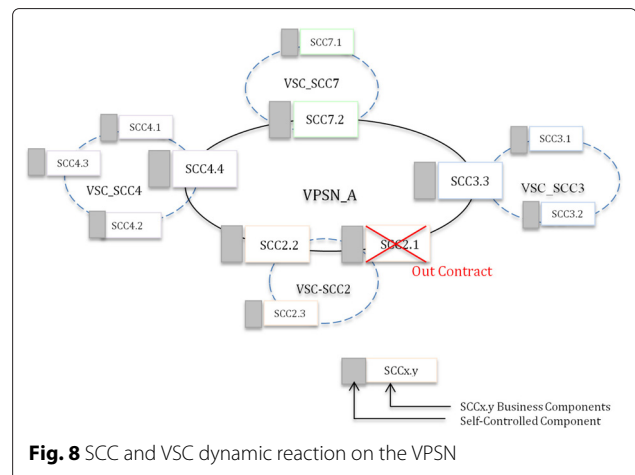 SCC7.1
VSC_SCC7
SCC7.2
SCC4.1
SCC4.3
VSC_SCC4
SCC4.4
SCC4.2
SCC3.1
SCC3.3
VSC_SCC3
SCC3.2
VPSN_A
SCC2.2
SCC2.1
Out Contract
VSC-SCC2
SCC2.3
SCCx.y
SCCx.y Business Components
Self-Controlled Component
Fig. 8 SCC and VSC dynamic reaction on the VPSN